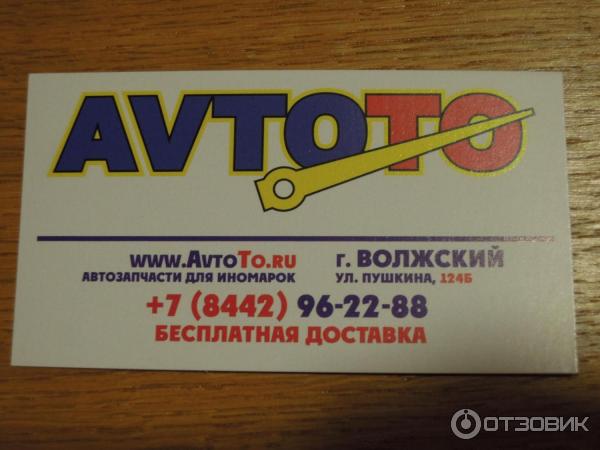 AVTOTO
www.AvtoTo.ru
АВТОЗАПЧАСТИ ДЛЯ ИНОМАРОК
г. ВОЛЖСКИЙ
УЛ. ПУШКИНА, 124Б
+7 (8442) 96-22-88
БЕСПЛАТНАЯ ДОСТАВКА
ОТЗОВИК